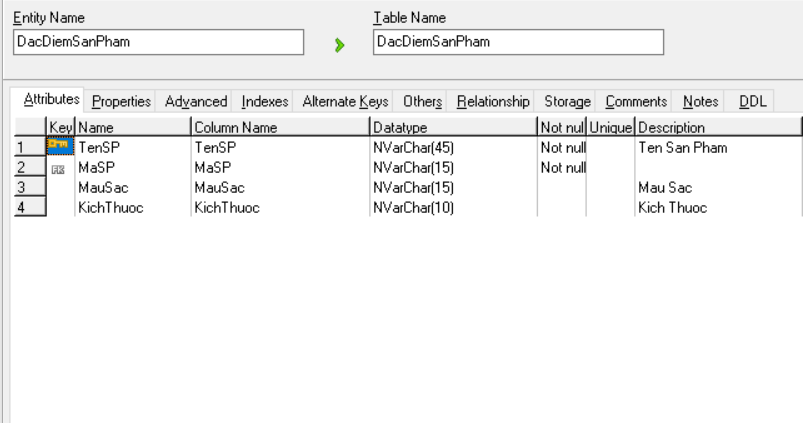 Entity Name Table Name
DacDiemSanPham DacDiemSanPham
Attributes Properties Advanced Indexes Alternate Keys Others Relationship Storage Comments Notes DDL
Key Name Column Name Datatype Not nul Unique Description
1 TenSP TenSP NVarChar(45) Not null Ten San Pham
2 FK MaSP MaSP NVarChar(15) Not null
3 MauSac MauSac NVarChar(15) Mau Sac
4 KichThuoc KichThuoc NVarChar(10) Kich Thuoc